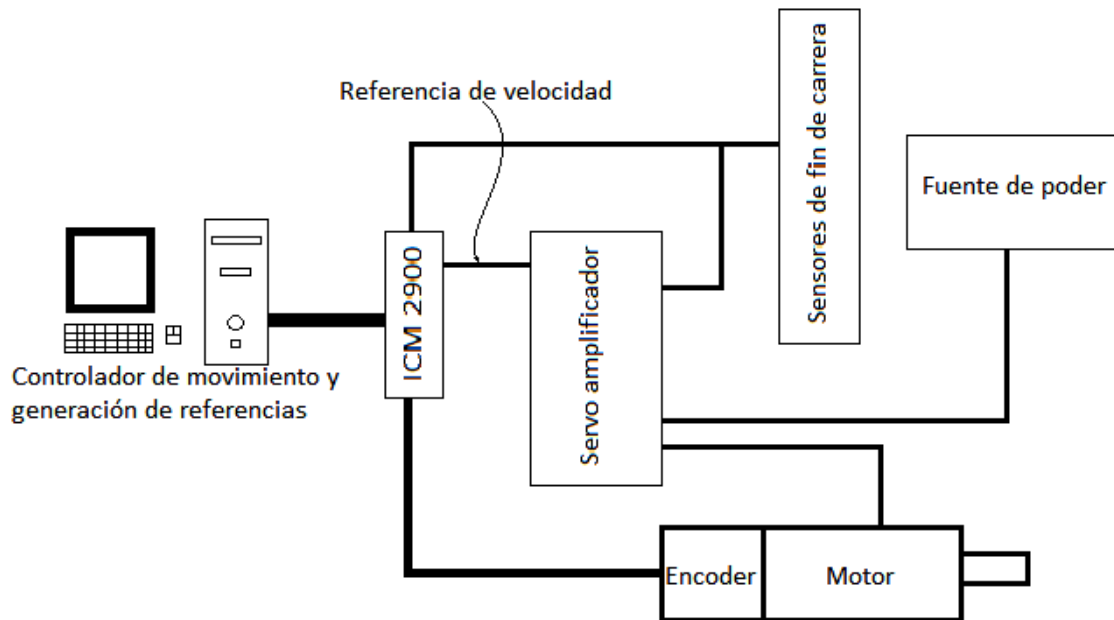 Referencia de velocidad
Sensores de fin de carrera
Fuente de poder
ICM 2900
Servo amplificador
Controlador de movimiento y
generación de referencias
Encoder
Motor